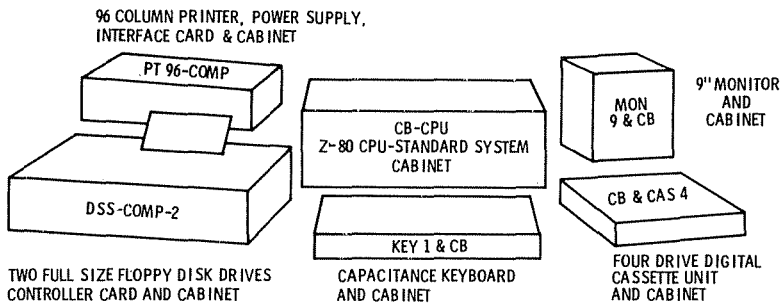 96 COLUMN PRINTER, POWER SUPPLY,
INTERFACE CARD & CABINET
PT 96-COMP
DSS-COMP-2
TWO FULL SIZE FLOPPY DISK DRIVES
CONTROLLER CARD AND CABINET
CB-CPU
Z-80 CPU-STANDARD SYSTEM
CABINET
KEY 1 & CB
CAPACITANCE KEYBOARD
AND CABINET
MON
9 & CB
9" MONITOR
AND
CABINET
CB & CAS 4
FOUR DRIVE DIGITAL
CASSETTE UNIT
AND CABINET